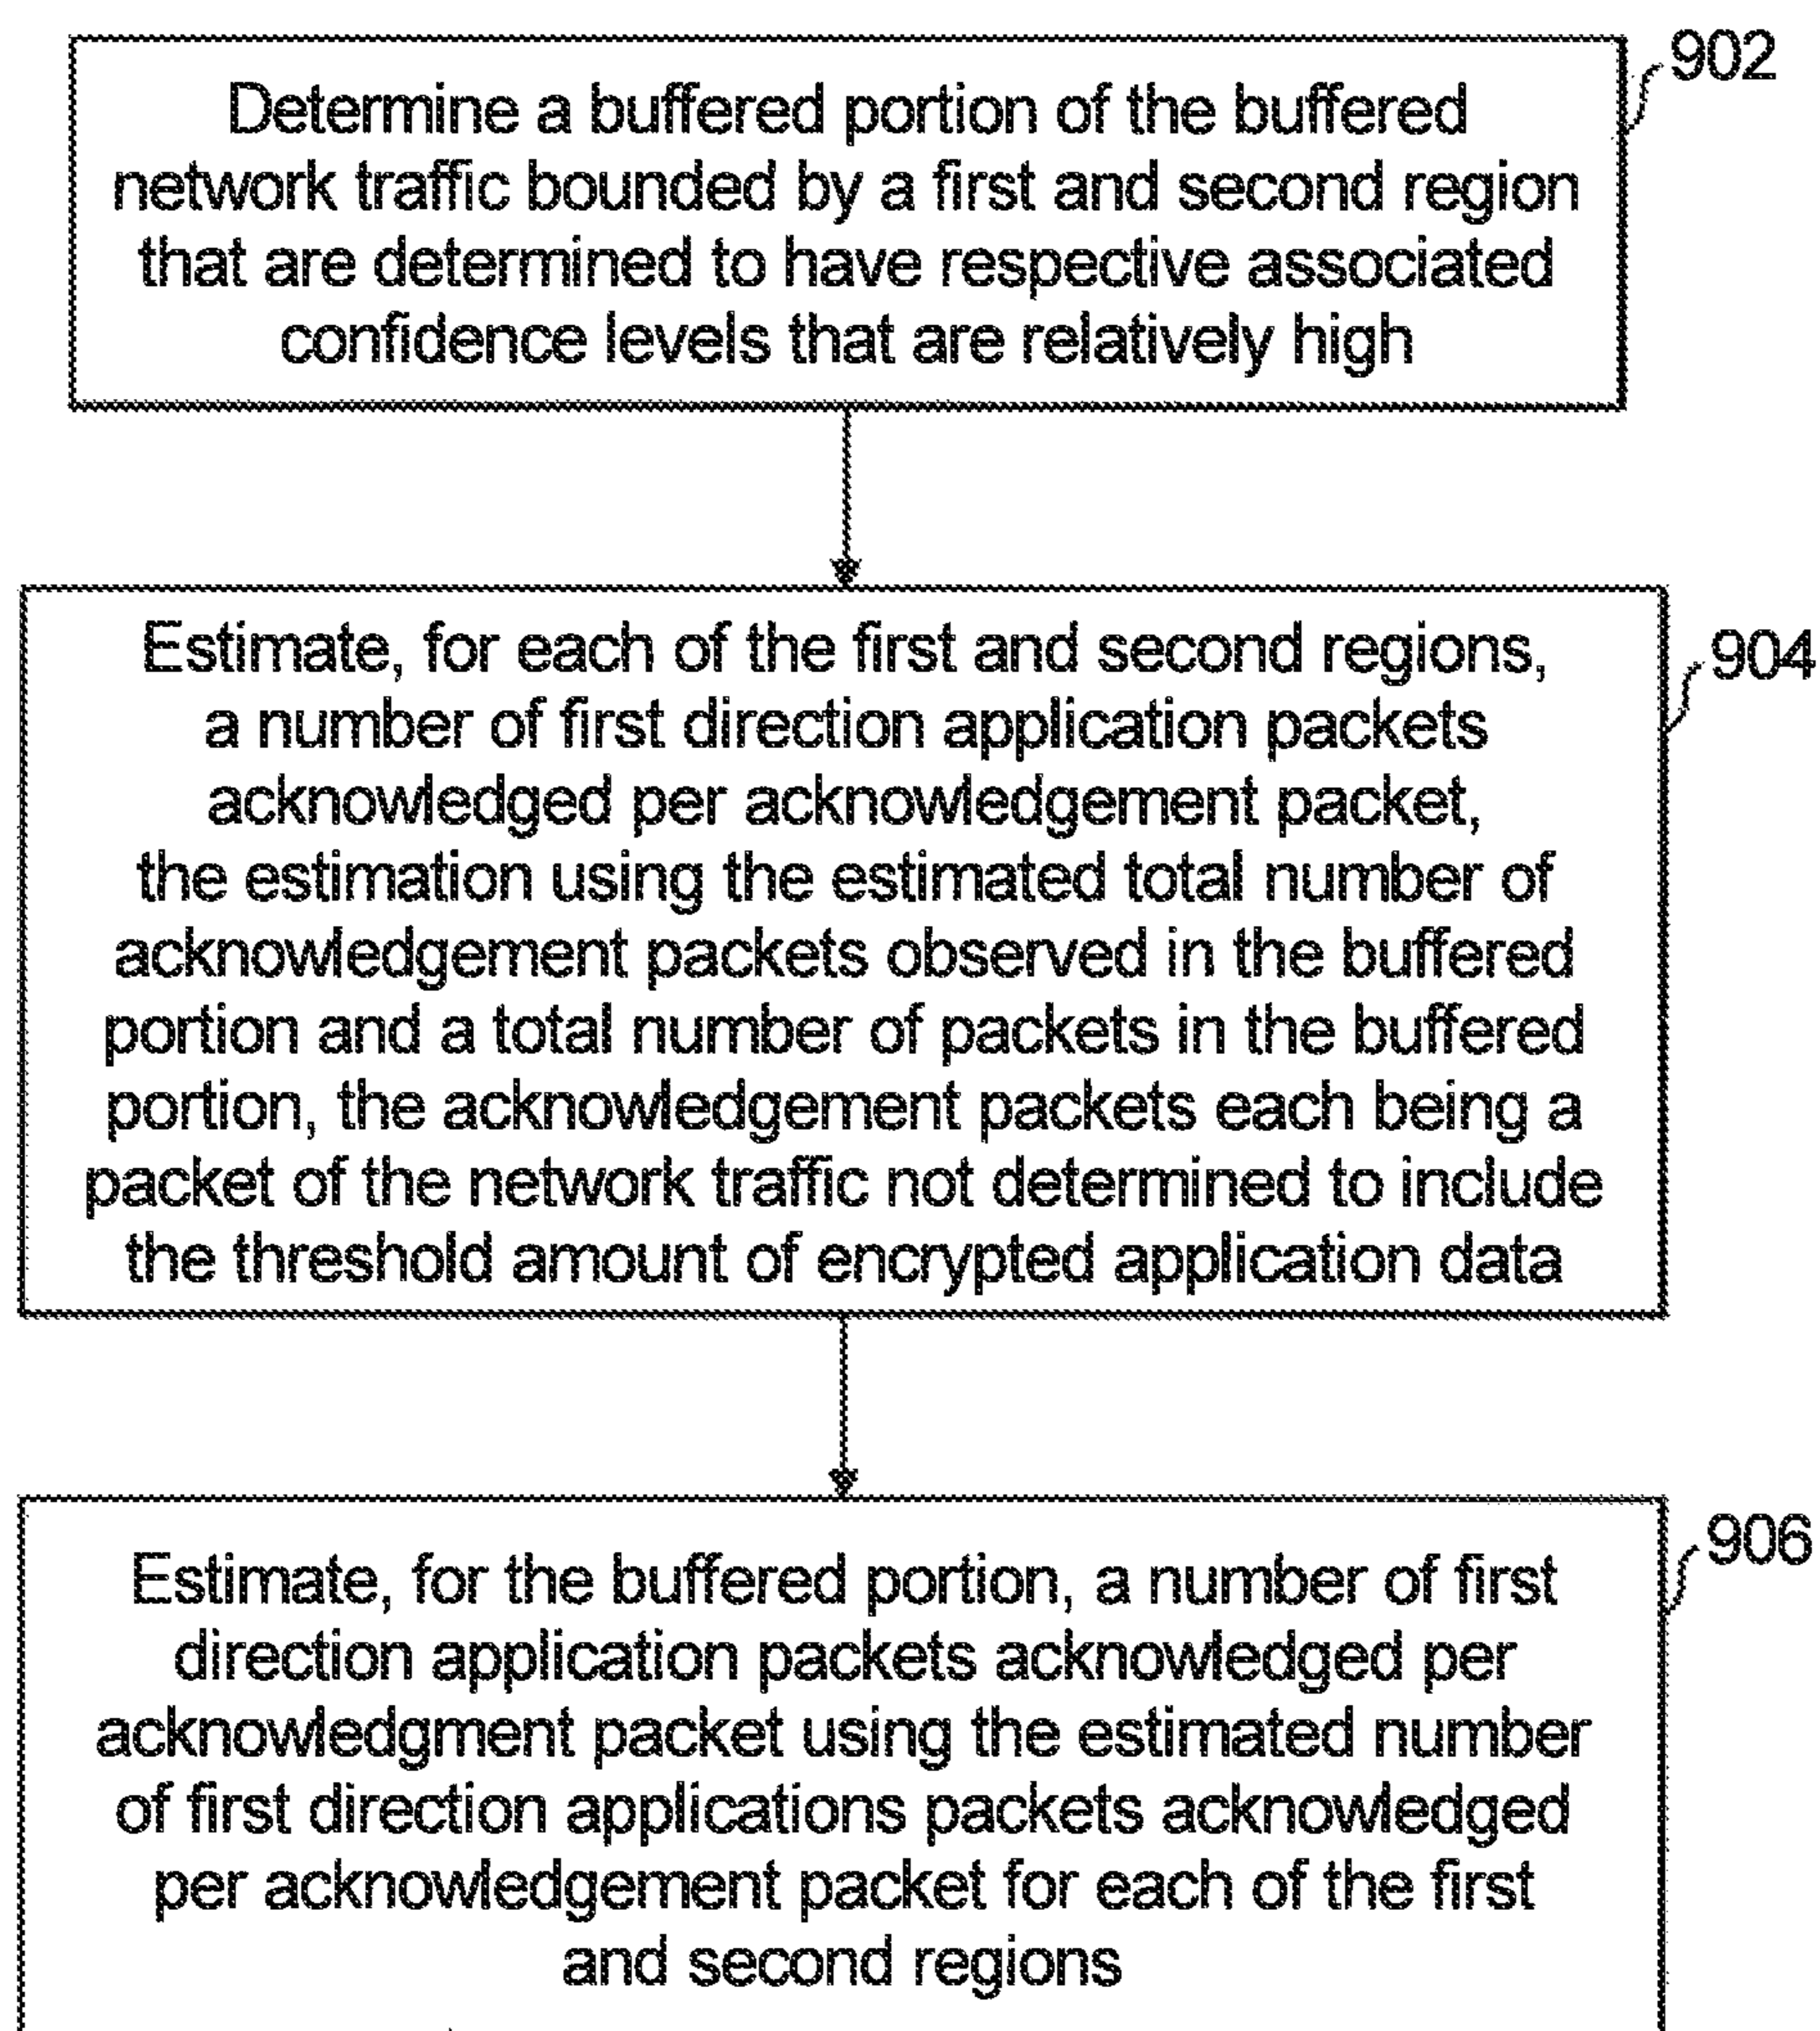 902
Determine a buffered portion of the buffered
network traffic bounded by a first and second region
that are determined to have respective associated
confidence levels that are relatively high
904
Estimate, for each of the first and second regions,
a number of first direction application packets
acknowledged per acknowledgement packet,
the estimation using the estimated total number of
acknowledgement packets observed in the buffered
portion and a total number of packets in the buffered
portion, the acknowledgement packets each being a
packet of the network traffic not determined to include
the threshold amount of encrypted application data
906
Estimate, for the buffered portion, a number of first
direction application packets acknowledged per
acknowledgment packet using the estimated number
of first direction applications packets acknowledged
per acknowledgement packet for each of the first
and second regions